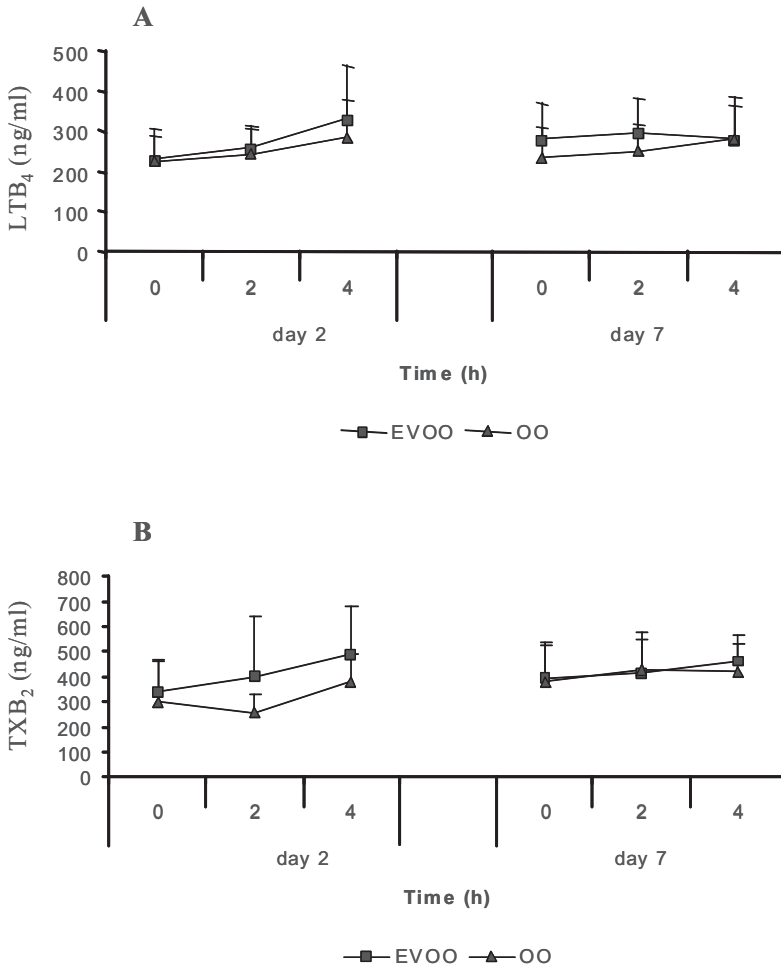 A
500
400
300
200
100
0
LTB4 (ng/ml)
0 2 4 0 2 4
day 2 day 7
Time (h)
EVOO OO
B
800
700
600
500
400
300
200
100
0
TXB2 (ng/ml)
0 2 4 0 2 4
day 2 day 7
Time (h)
EVOO OO